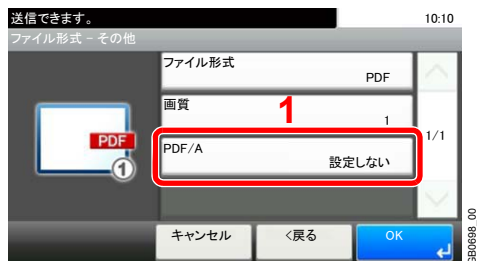 送信できます。
10:10
ファイル形式 - その他
ファイル形式
PDF
画質
1
1
PDF/A
設定しない
1/1
PDF
1
キャンセル
<戻る
OK
GB0698_00